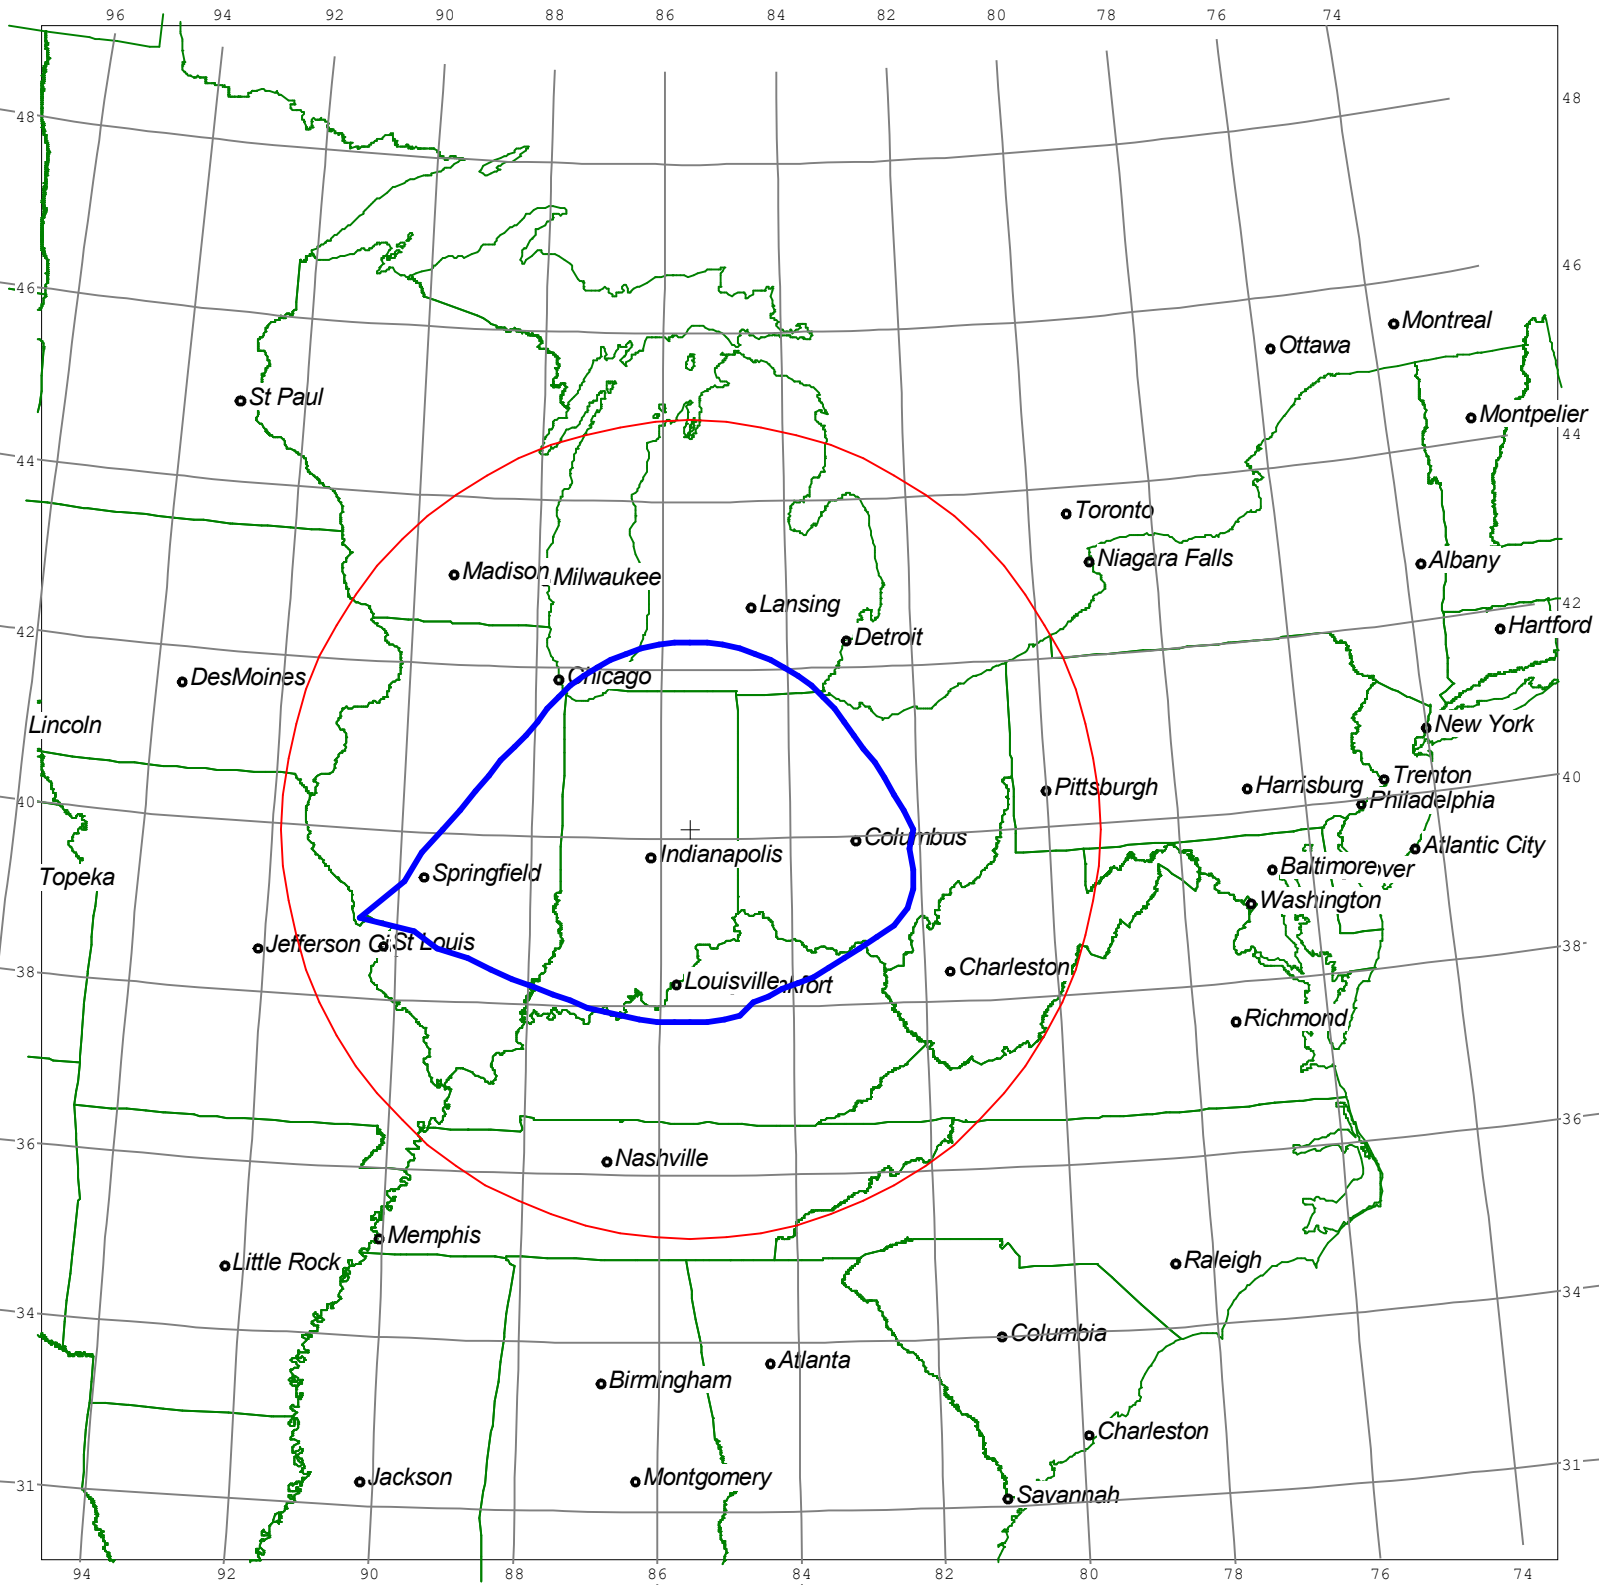 96 94 92 90 88 86 84 82 80 78 76 74
48 48
46 46
Montreal
Ottawa
St Paul
Montpelier
44 44
Toronto
Niagara Falls
Albany
Madison Milwaukee
Lansing
42 42
Hartford
Detroit
DesMoines
Chicago
Lincoln
New York
Trenton
Pittsburgh
Harrisburg
40 40
Philadelphia
Columbus
Atlantic City
Indianapolis
Baltimore
Springfield
Topeka
Washington
Jefferson Ci St Louis
38 38
Charleston
Louisville
Richmond
36 36
Nashville
Memphis
Little Rock
Raleigh
34 34
Columbia
Atlanta
Birmingham
Charleston
31 31
Jackson
Montgomery
Savannah
94 92 90 88 86 84 82 80 78 76 74